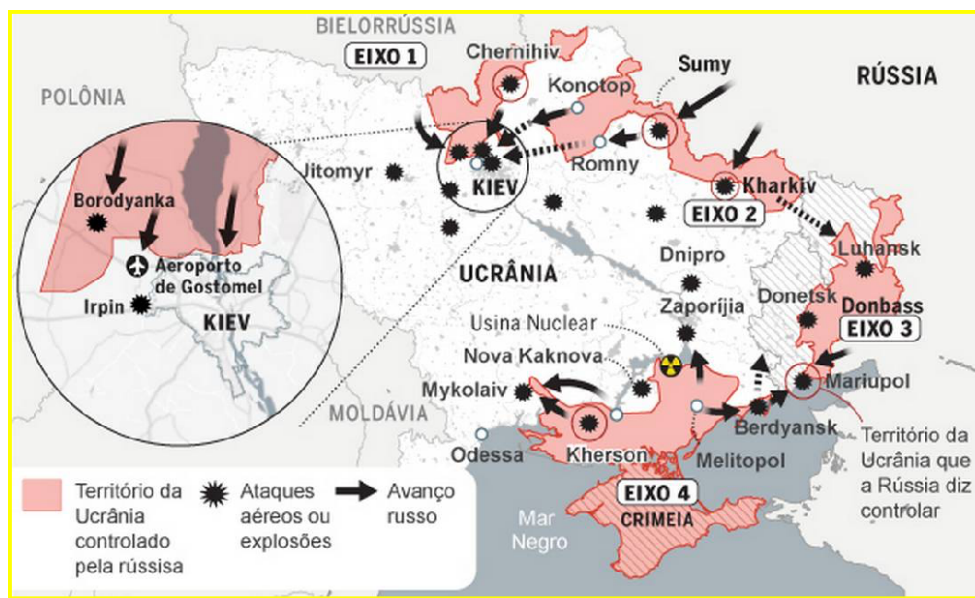 BIELORRÚSSIA
EIXO 1
Chernihiv
Konotop
Sumy
RÚSSIA
POLÔNIA
Jitomyr
KIEV
Romny
Kharkiv
EIXO 2
Borodyanka
Aeroporto
de Gostomel
Irpin
KIEV
UCRÂNIA
Dnipro
Luhansk
Zaporíjia
Donetsk
Donbass
EIXO 3
Usina Nuclear
Nova Kaknova
Mykolaiv
Mariupol
MOLDÁVIA
Berdyansk
Odessa
Kherson
Melitopol
Território da
Ucrânia que
a Rússia diz
controlar
EIXO 4
CRIMEIA
Mar
Negro
Território da
Ucrânia
controlado
pela rússisa
Ataques
aéreos ou
explosões
Avanço
russo